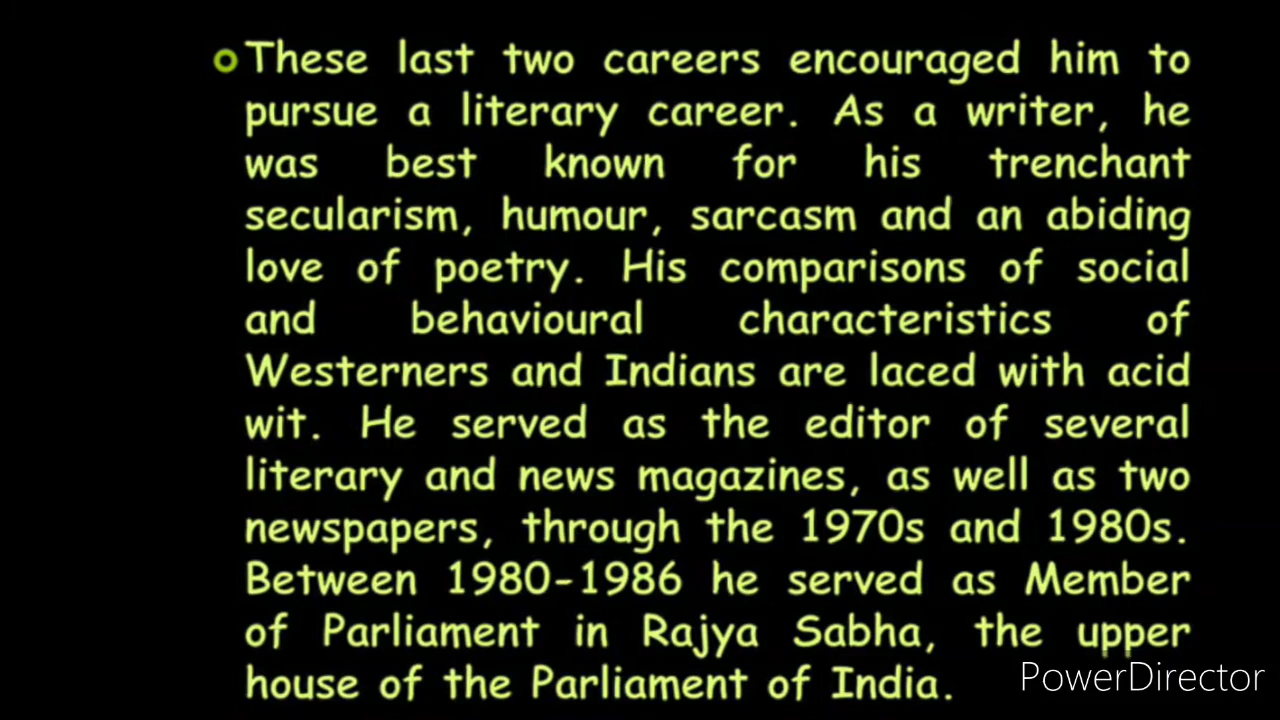 These last two careers encouraged him to
pursue a literary career. As a writer, he
was best known for his trenchant
secularism, humour, sarcasm and an abiding
love of poetry. His comparisons of social
and behavioural characteristics of
Westerners and Indians are laced with acid
wit. He served as the editor of several
literary and news magazines, as well as two
newspapers, through the 1970s and 1980s.
Between 1980-1986 he served as Member
of Parliament in Rajya Sabha, the upper
house of the Parliament of India.
PowerDirector